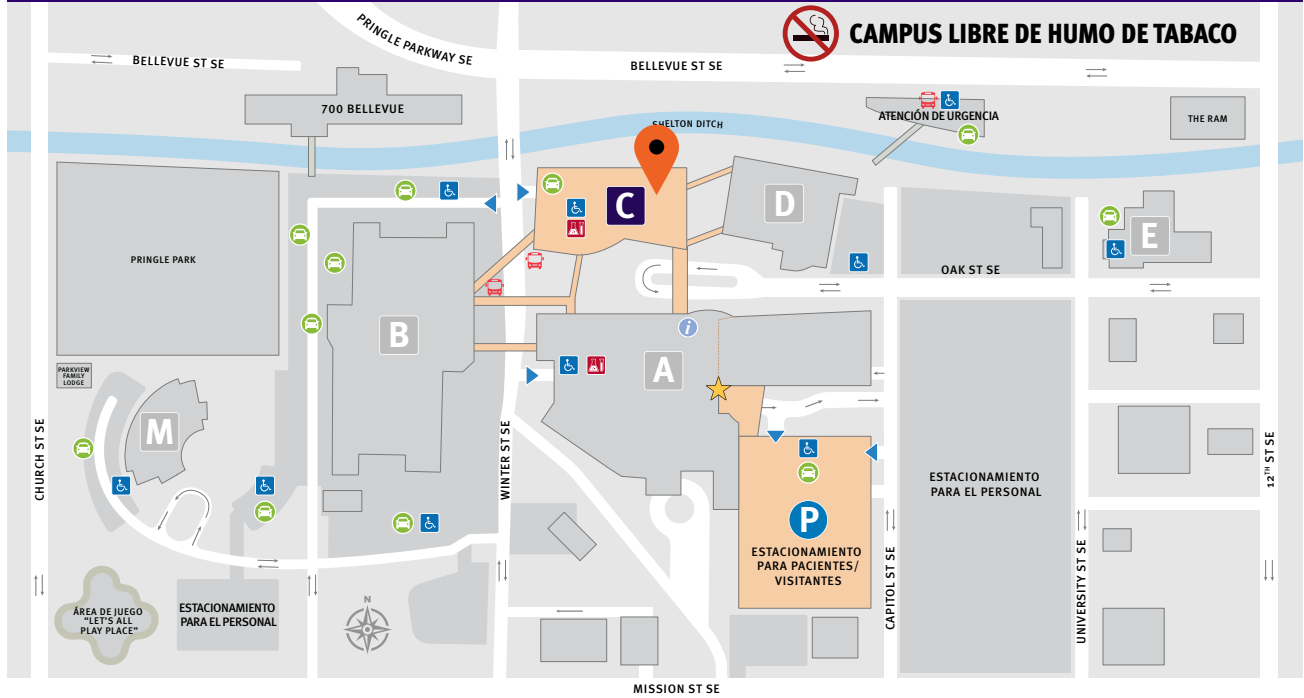 CAMPUS LIBRE DE HUMO DE TABACO
PRINGLE PARKWAY SE
BELLEVUE ST SE
BELLEVUE ST SE
700 BELLEVUE
SHELTON DITCH
ATENCIÓN DE URGENCIA
THE RAM
C
D
E
PRINGLE PARK
OAK ST SE
B
i
A
PARKVIEW
FAMILY
LODGE
M
CHURCH ST SE
WINTER ST SE
12TH ST SE
ESTACIONAMIENTO
PARA EL PERSONAL
P
ESTACIONAMIENTO
PARA PACIENTES/
VISITANTES
CAPITOL ST SE
UNIVERSITY ST SE
ÁREA DE JUEGO
"LET'S ALL
PLAY PLACE"
ESTACIONAMIENTO
PARA EL PERSONAL
N
MISSION ST SE